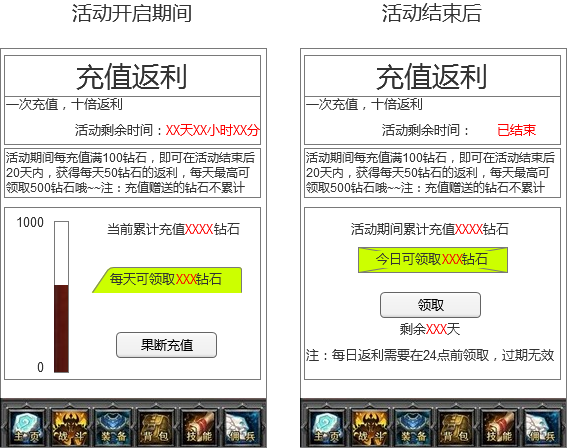 活动开启期间
充值返利
一次充值，十倍返利
活动剩余时间：XX天XX小时XX分
活动期间每充值满100钻石，即可在活动结束后
20天内，获得每天50钻石的返利，每天最高可
领取500钻石哦~~注：充值赠送的钻石不累计
1000
当前累计充值XXXX钻石
每天可领取XXX钻石
果断充值
0
主页 战斗 装备 背包 技能 佣兵
活动结束后
充值返利
一次充值，十倍返利
活动剩余时间： 已结束
活动期间每充值满100钻石，即可在活动结束后
20天内，获得每天50钻石的返利，每天最高可
领取500钻石哦~~注：充值赠送的钻石不累计
活动期间累计充值XXXX钻石
今日可领取XXX钻石
领取
剩余XXX天
注：每日返利需要在24点前领取，过期无效
主页 战斗 装备 背包 技能 佣兵